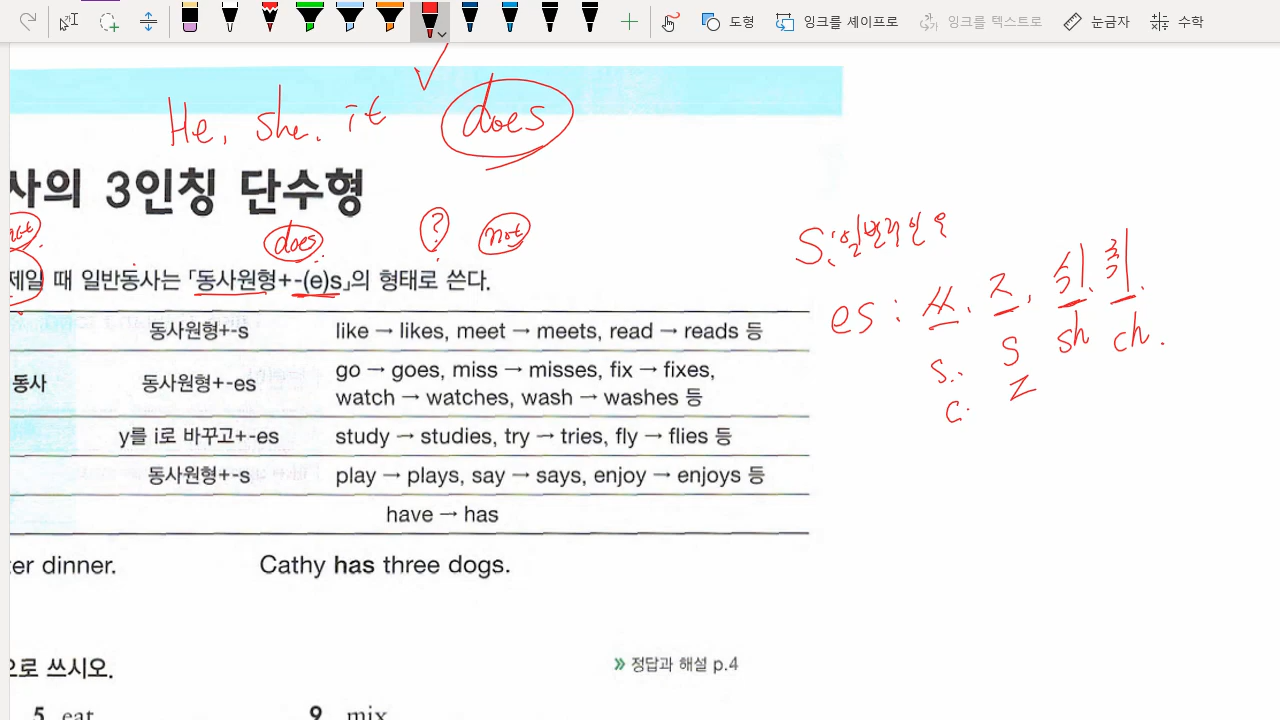 도형 잉크를 셰이프로 잉크를 텍스트로 눈금자 수학
He, she. it does
사의 3인칭 단수형
not. does ? not
제일 때 일반동사는 「동사원형+-(e)s」의 형태로 쓴다.
동사원형+-s like → likes, meet → meets, read → reads 등
동사 동사원형+-es go → goes, miss → misses, fix → fixes,
watch → watches, wash → washes 등
y를 i로 바꾸고+-es study → studies, try → tries, fly → flies 등
동사원형+-s play → plays, say → says, enjoy → enjoys 등
have → has
er dinner. Cathy has three dogs.
으로 쓰시오.
정답과 해설 p.4
5 eat 9 mix
S: 일반적인 경우
es : ㅆ. ㅈ. 쉬. 취.
s. s sh ch.
c. z